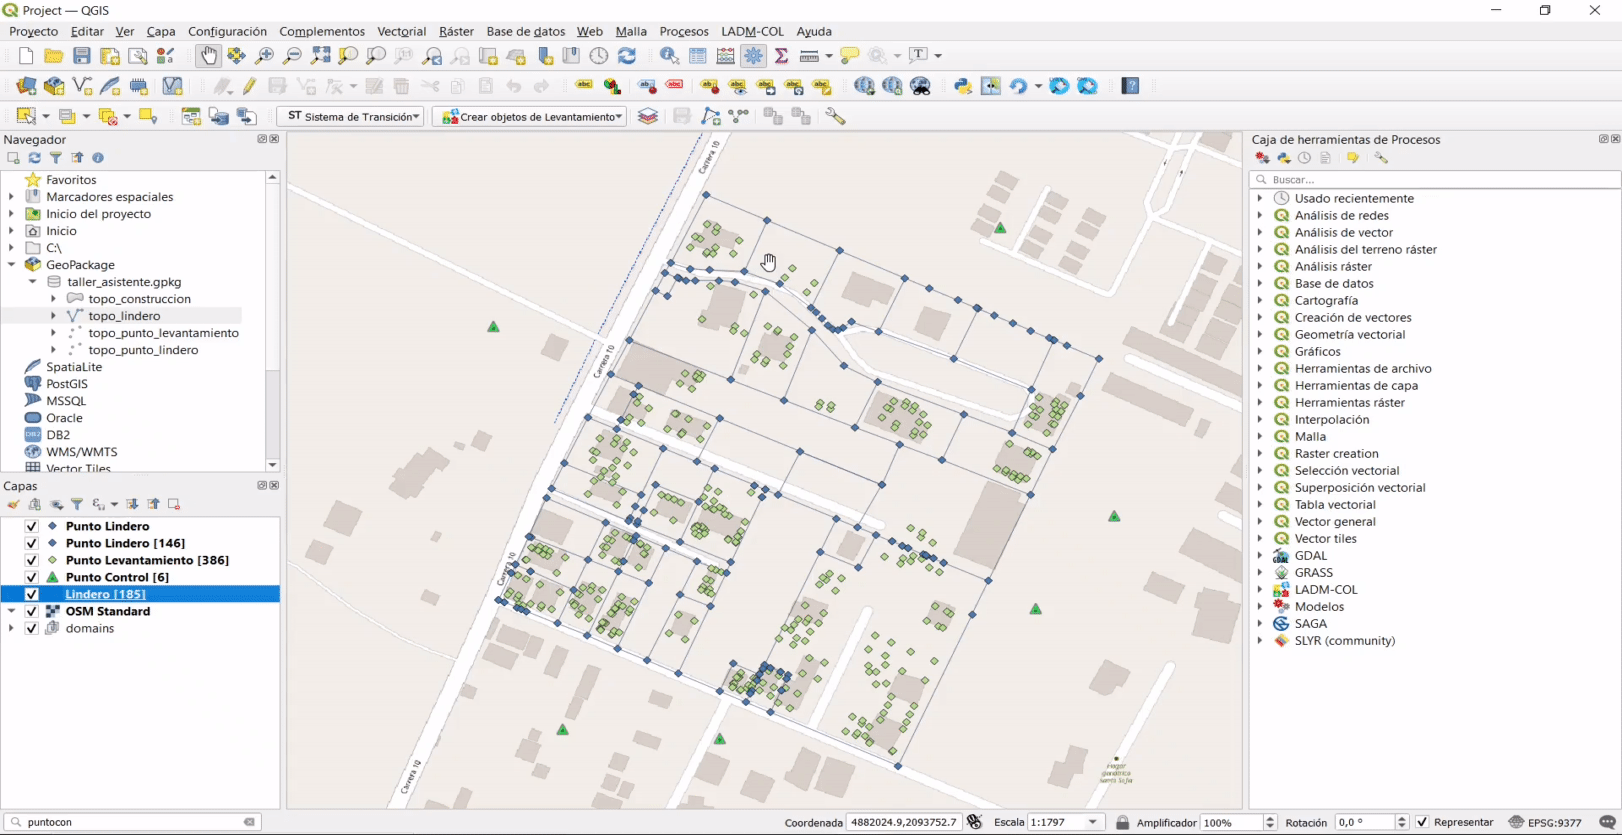 Project — QGIS
Proyecto Editar Ver Capa Configuración Complementos Vectorial Ráster Base de datos Web Malla Procesos LADM-COL Ayuda
ST Sistema de Transición Crear objetos de Levantamiento
Navegador
Favoritos
Marcadores espaciales
Inicio del proyecto
Inicio
C:\
GeoPackage
taller_asistente.gpkg
topo_construccion
topo_lindero
topo_punto_levantamiento
topo_punto_lindero
SpatiaLite
PostGIS
MSSQL
Oracle
DB2
WMS/WMTS
Vector Tiles
Capas
Punto Lindero
Punto Lindero [146]
Punto Levantamiento [386]
Punto Control [6]
Lindero [185]
OSM Standard
domains
Carrera 10
Carrera 10
Carrera 10
Carrera 10
Caja de herramientas de Procesos
Buscar...
Usado recientemente
Análisis de redes
Análisis de vector
Análisis del terreno ráster
Análisis ráster
Base de datos
Cartografía
Creación de vectores
Geometría vectorial
Gráficos
Herramientas de archivo
Herramientas de capa
Herramientas ráster
Interpolación
Malla
Raster creation
Selección vectorial
Superposición vectorial
Tabla vectorial
Vector general
Vector tiles
GDAL
GRASS
LADM-COL
Modelos
SAGA
SLYR (community)
puntocon
Coordenada 4882024.9,2093752.7 Escala 1:1797 Amplificador 100% Rotación 0,0 ° Representar EPSG:9377